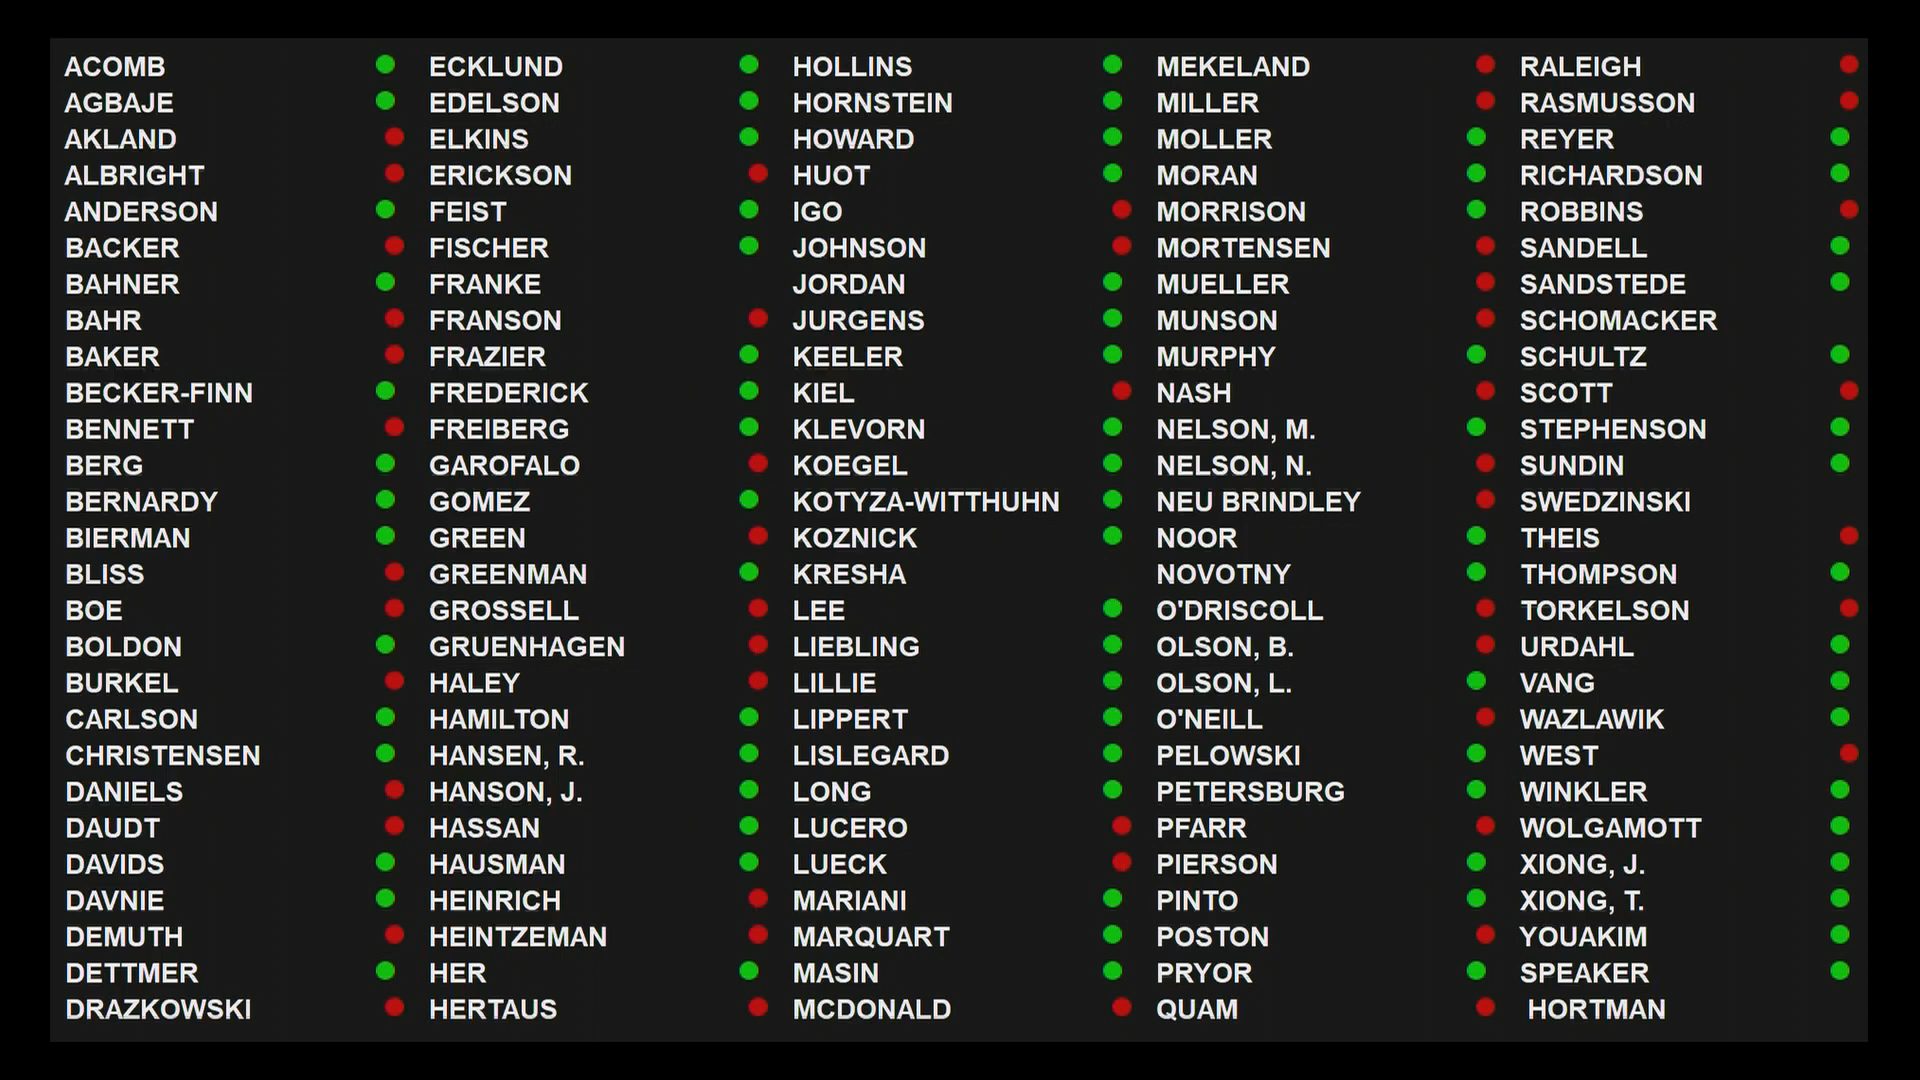 ACOMB
AGBAJE
AKLAND
ALBRIGHT
ANDERSON
BACKER
BAHNER
BAHR
BAKER
BECKER-FINN
BENNETT
BERG
BERNARDY
BIERMAN
BLISS
BOE
BOLDON
BURKEL
CARLSON
CHRISTENSEN
DANIELS
DAUDT
DAVIDS
DAVNIE
DEMUTH
DETTMER
DRAZKOWSKI
ECKLUND
EDELSON
ELKINS
ERICKSON
FEIST
FISCHER
FRANKE
FRANSON
FRAZIER
FREDERICK
FREIBERG
GAROFALO
GOMEZ
GREEN
GREENMAN
GROSSELL
GRUENHAGEN
HALEY
HAMILTON
HANSEN, R.
HANSON, J.
HASSAN
HAUSMAN
HEINRICH
HEINTZEMAN
HER
HERTAUS
HOLLINS
HORNSTEIN
HOWARD
HUOT
IGO
JOHNSON
JORDAN
JURGENS
KEELER
KIEL
KLEVORN
KOEGEL
KOTYZA-WITTHUHN
KOZNICK
KRESHA
LEE
LIEBLING
LILLIE
LIPPERT
LISLEGARD
LONG
LUCERO
LUECK
MARIANI
MARQUART
MASIN
MCDONALD
MEKELAND
MILLER
MOLLER
MORAN
MORRISON
MORTENSEN
MUELLER
MUNSON
MURPHY
NASH
NELSON, M.
NELSON, N.
NEU BRINDLEY
NOOR
NOVOTNY
O'DRISCOLL
OLSON, B.
OLSON, L.
O'NEILL
PELOWSKI
PETERSBURG
PFARR
PIERSON
PINTO
POSTON
PRYOR
QUAM
RALEIGH
RASMUSSON
REYER
RICHARDSON
ROBBINS
SANDELL
SANDSTEDE
SCHOMACKER
SCHULTZ
SCOTT
STEPHENSON
SUNDIN
SWEDZINSKI
THEIS
THOMPSON
TORKELSON
URDAHL
VANG
WAZLAWIK
WEST
WINKLER
WOLGAMOTT
XIONG, J.
XIONG, T.
YOUAKIM
SPEAKER
HORTMAN